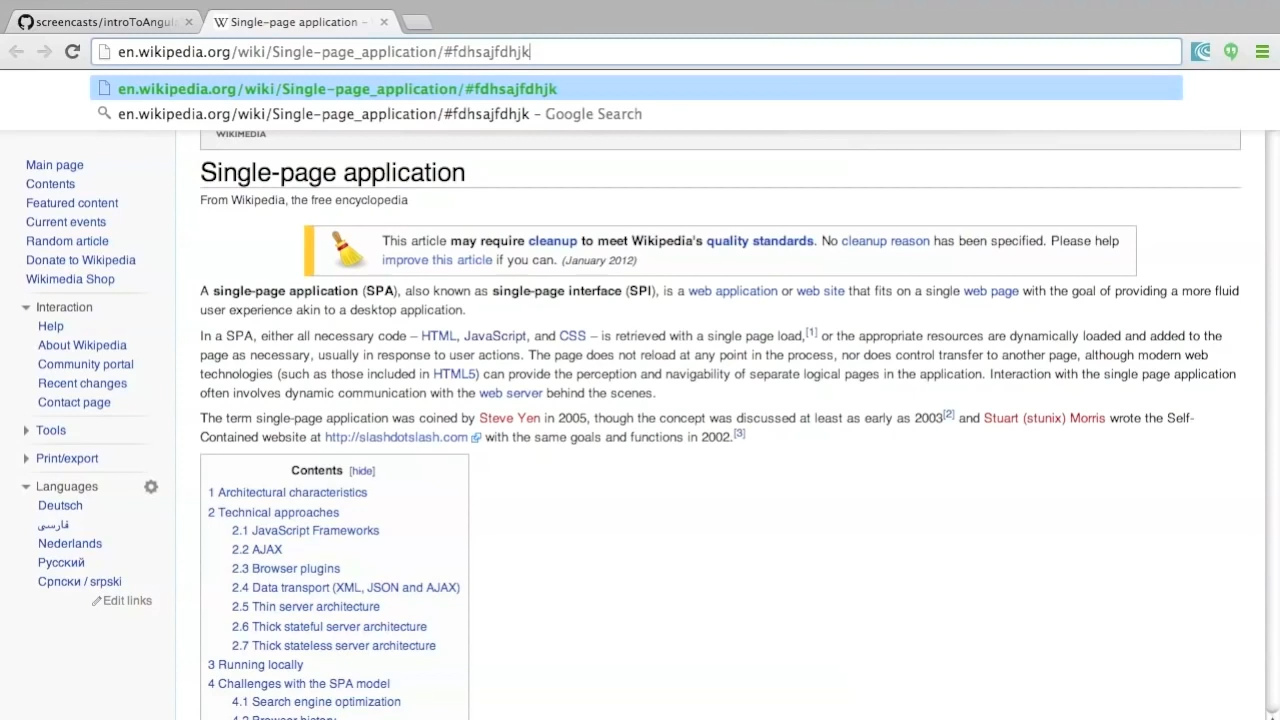 screencasts/introToAngula
Single-page application –
en.wikipedia.org/wiki/Single-page_application/#fdhsajfdhjk
en.wikipedia.org/wiki/Single-page_application/#fdhsajfdhjk
en.wikipedia.org/wiki/Single-page_application/#fdhsajfdhjk – Google Search
WIKIMEDIA
Main page
Contents
Featured content
Current events
Random article
Donate to Wikipedia
Wikimedia Shop
Interaction
Help
About Wikipedia
Community portal
Recent changes
Contact page
Tools
Print/export
Languages
Deutsch
فارسی
Nederlands
Русский
Српски / srpski
Edit links
Single-page application
From Wikipedia, the free encyclopedia
This article may require cleanup to meet Wikipedia's quality standards. No cleanup reason has been specified. Please help
improve this article if you can. (January 2012)
A single-page application (SPA), also known as single-page interface (SPI), is a web application or web site that fits on a single web page with the goal of providing a more fluid
user experience akin to a desktop application.
In a SPA, either all necessary code – HTML, JavaScript, and CSS – is retrieved with a single page load,[1] or the appropriate resources are dynamically loaded and added to the
page as necessary, usually in response to user actions. The page does not reload at any point in the process, nor does control transfer to another page, although modern web
technologies (such as those included in HTML5) can provide the perception and navigability of separate logical pages in the application. Interaction with the single page application
often involves dynamic communication with the web server behind the scenes.
The term single-page application was coined by Steve Yen in 2005, though the concept was discussed at least as early as 2003[2] and Stuart (stunix) Morris wrote the Self-
Contained website at http://slashdotslash.com with the same goals and functions in 2002.[3]
Contents [hide]
1 Architectural characteristics
2 Technical approaches
2.1 JavaScript Frameworks
2.2 AJAX
2.3 Browser plugins
2.4 Data transport (XML, JSON and AJAX)
2.5 Thin server architecture
2.6 Thick stateful server architecture
2.7 Thick stateless server architecture
3 Running locally
4 Challenges with the SPA model
4.1 Search engine optimization
4.2 Browser history